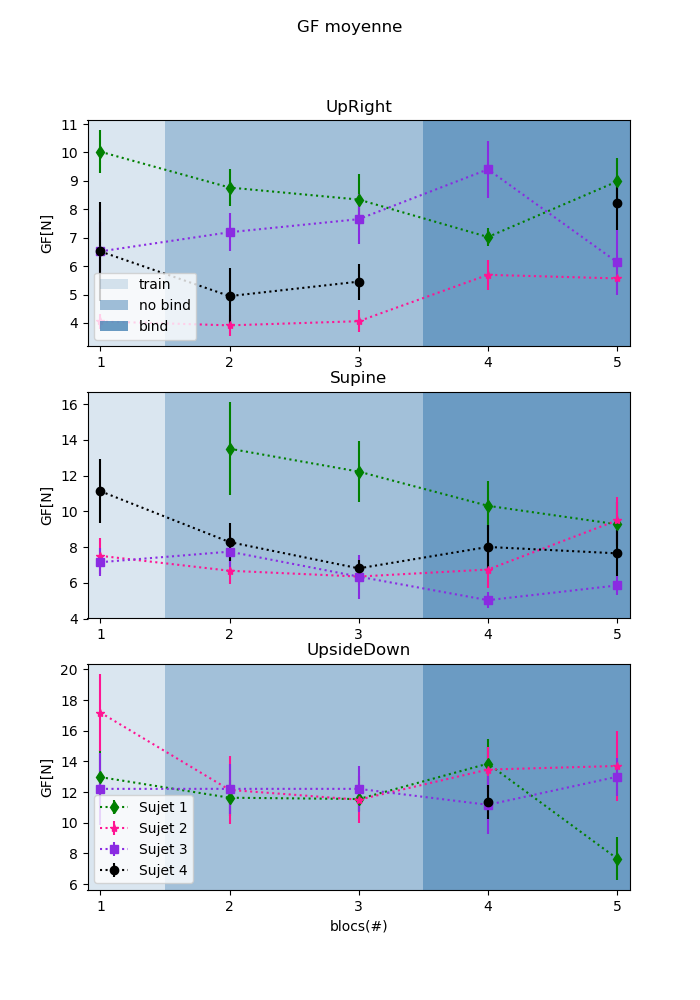 GF moyenne
UpRight
11
10
9
8
7
6
5
4
GF[N]
train
no bind
bind
1 2 3 4 5
Supine
16
14
12
10
8
6
4
GF[N]
1 2 3 4 5
UpsideDown
20
18
16
14
12
10
8
6
GF[N]
Sujet 1
Sujet 2
Sujet 3
Sujet 4
1 2 3 4 5
blocs(#)